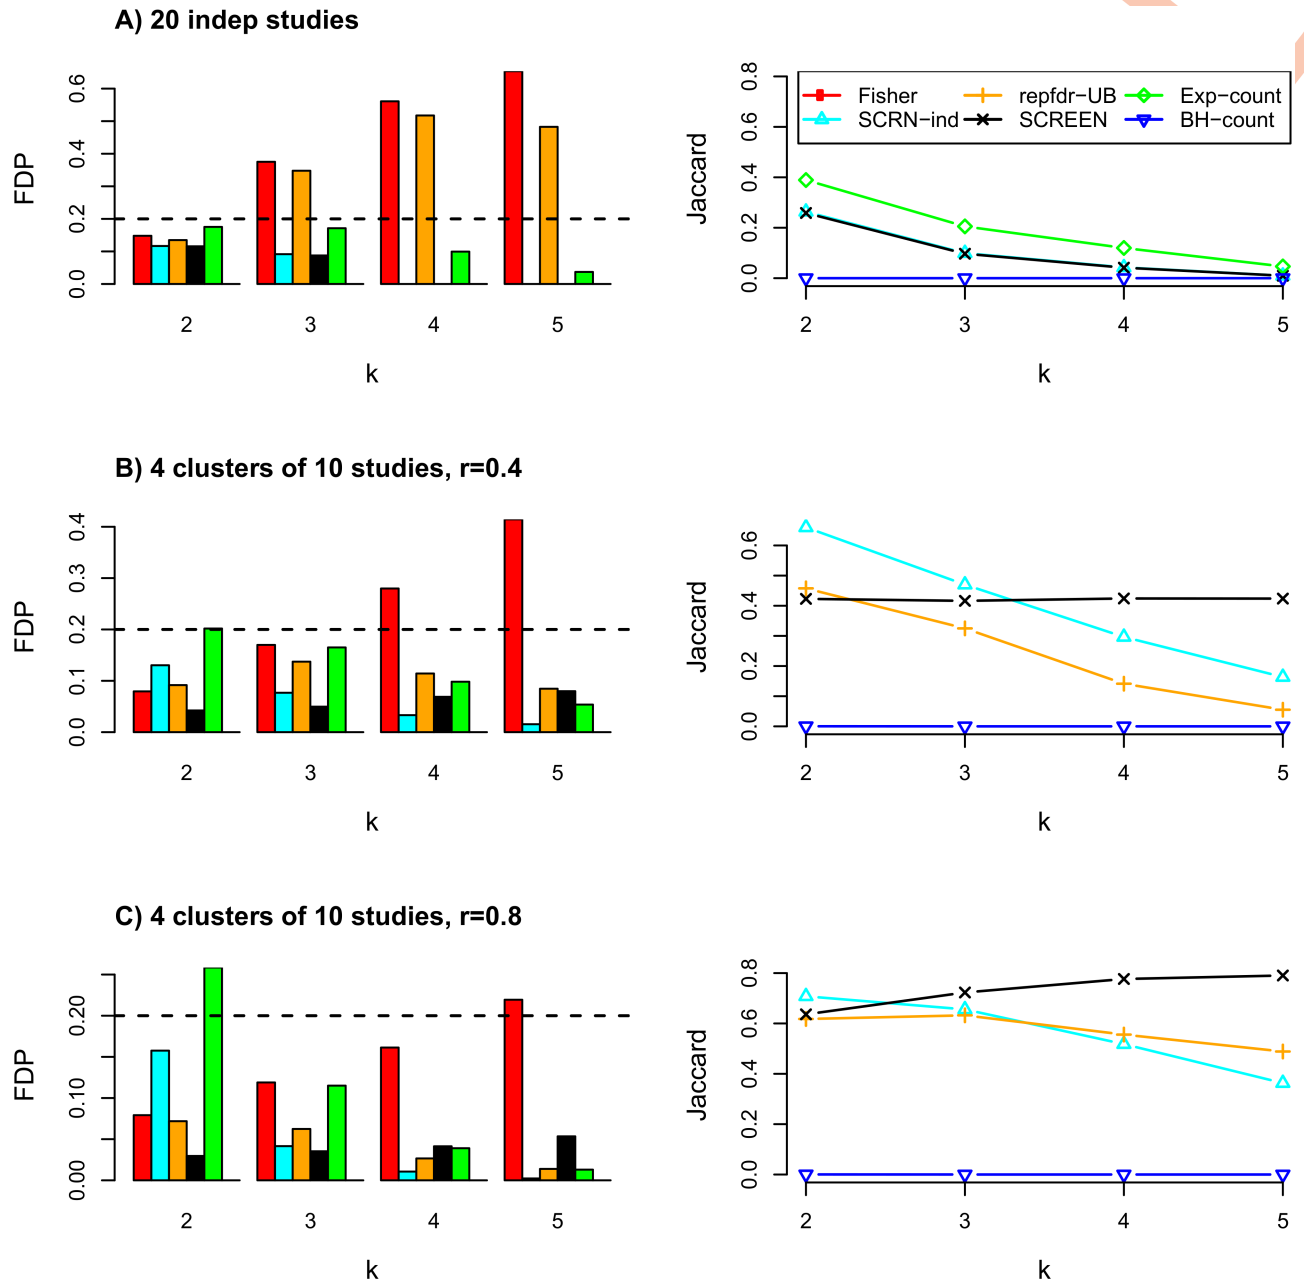 A) 20 indep studies
FDP
0.0 0.2 0.4 0.6
2 3 4 5
k
Jaccard
0.0 0.2 0.4 0.6 0.8
Fisher repfdr−UB Exp−count
SCRN−ind SCREEN BH−count
2 3 4 5
k
B) 4 clusters of 10 studies, r=0.4
FDP
0.0 0.1 0.2 0.3 0.4
2 3 4 5
k
Jaccard
0.0 0.2 0.4 0.6
2 3 4 5
k
C) 4 clusters of 10 studies, r=0.8
FDP
0.00 0.10 0.20
2 3 4 5
k
Jaccard
0.0 0.2 0.4 0.6 0.8
2 3 4 5
k